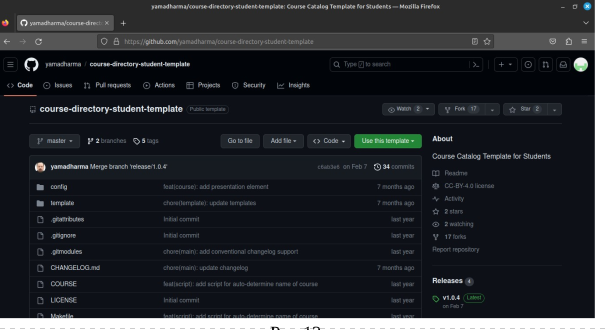 yamadharma/course-directory-student-template: Course Catalog Template for Students — Mozilla Firefox
yamadharma/course-direct
https://github.com/yamadharma/course-directory-student-template
yamadharma / course-directory-student-template
Type / to search
Code
Issues
Pull requests
Actions
Projects
Security
Insights
course-directory-student-template Public template
Watch 2
Fork 17
Star 2
master
2 branches
5 tags
Go to file
Add file
Code
Use this template
yamadharma Merge branch 'release/1.0.4' on Feb 7 34 commits
config feat(course): add presentation element 7 months ago
template chore(template): update templates 7 months ago
.gitattributes Initial commit last year
.gitignore Initial commit last year
.gitmodules chore(main): add conventional changelog support last year
CHANGELOG.md chore(main): update changelog 7 months ago
COURSE feat(script): add script for auto-determine name of course last year
LICENSE Initial commit last year
Makefile feat(script): add script for auto-determine name of course last year
About
Course Catalog Template for Students
Readme
CC-BY-4.0 license
Activity
2 stars
2 watching
17 forks
Report repository
Releases 4
v1.0.4 Latest
on Feb 7